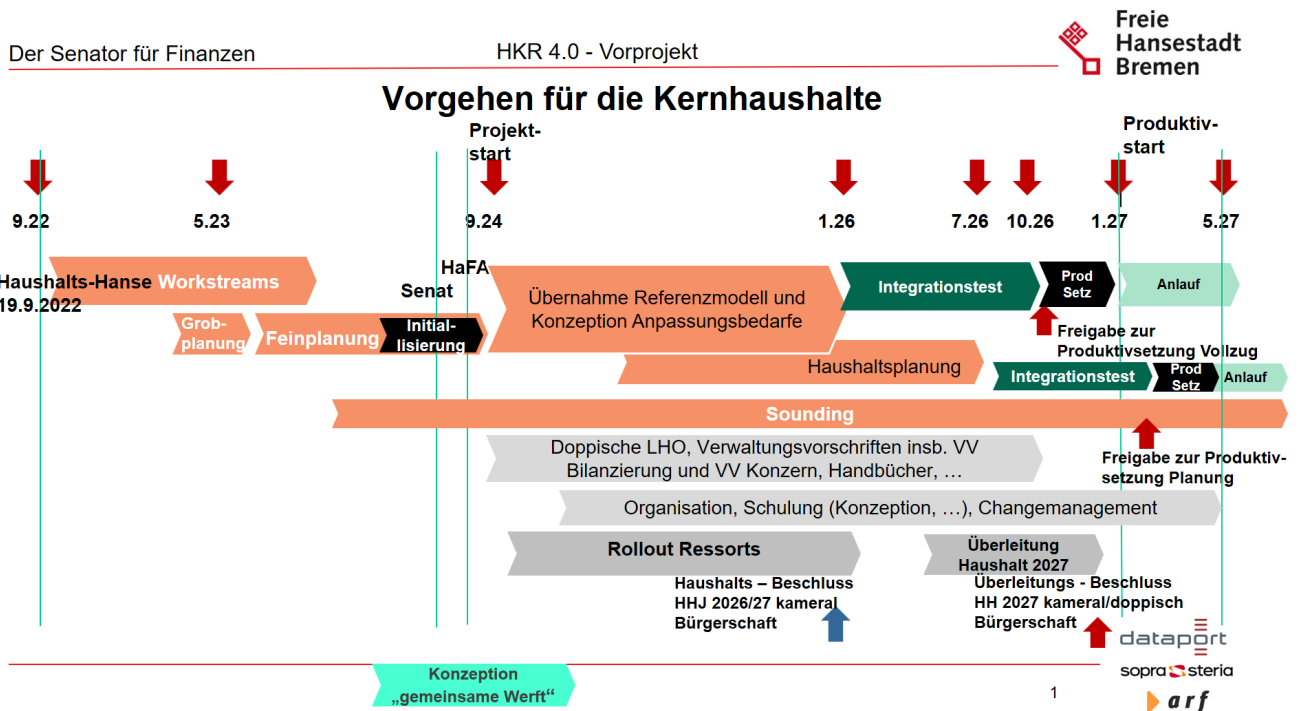 Der Senator für Finanzen
HKR 4.0 - Vorprojekt
Freie
Hansestadt
Bremen
Vorgehen für die Kernhaushalte
Projekt-
start
Produktiv-
start
9.22
5.23
9.24
1.26
7.26
10.26
1.27
5.27
Haushalts-Hanse
19.9.2022
Workstreams
Senat
HaFA
Übernahme Referenzmodell und
Konzeption Anpassungsbedarfe
Integrationstest
Prod
Setz
Anlauf
Grob-
planung
Feinplanung
Initial-
lisierung
Freigabe zur
Produktivsetzung Vollzug
Haushaltsplanung
Integrationstest
Prod
Setz
Anlauf
Sounding
Doppische LHO, Verwaltungsvorschriften insb. VV
Bilanzierung und VV Konzern, Handbücher, …
Freigabe zur Produktiv-
setzung Planung
Organisation, Schulung (Konzeption, …), Changemanagement
Rollout Ressorts
Überleitung
Haushalt 2027
Haushalts – Beschluss
HHJ 2026/27 kameral
Bürgerschaft
Überleitungs - Beschluss
HH 2027 kameral/doppisch
Bürgerschaft
dataport
sopra steria
arf
Konzeption
„gemeinsame Werft“
1